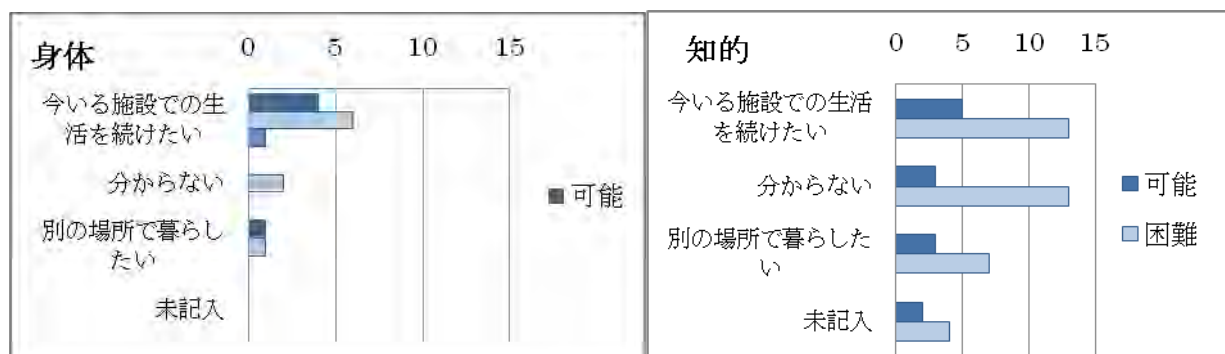 身体
0 5 10 15
今いる施設での生
活を続けたい
分からない
別の場所で暮らし
たい
未記入
■可能
知的
0 5 10 15
今いる施設での生活
を続けたい
分からない
別の場所で暮らした
い
未記入
可能
困難